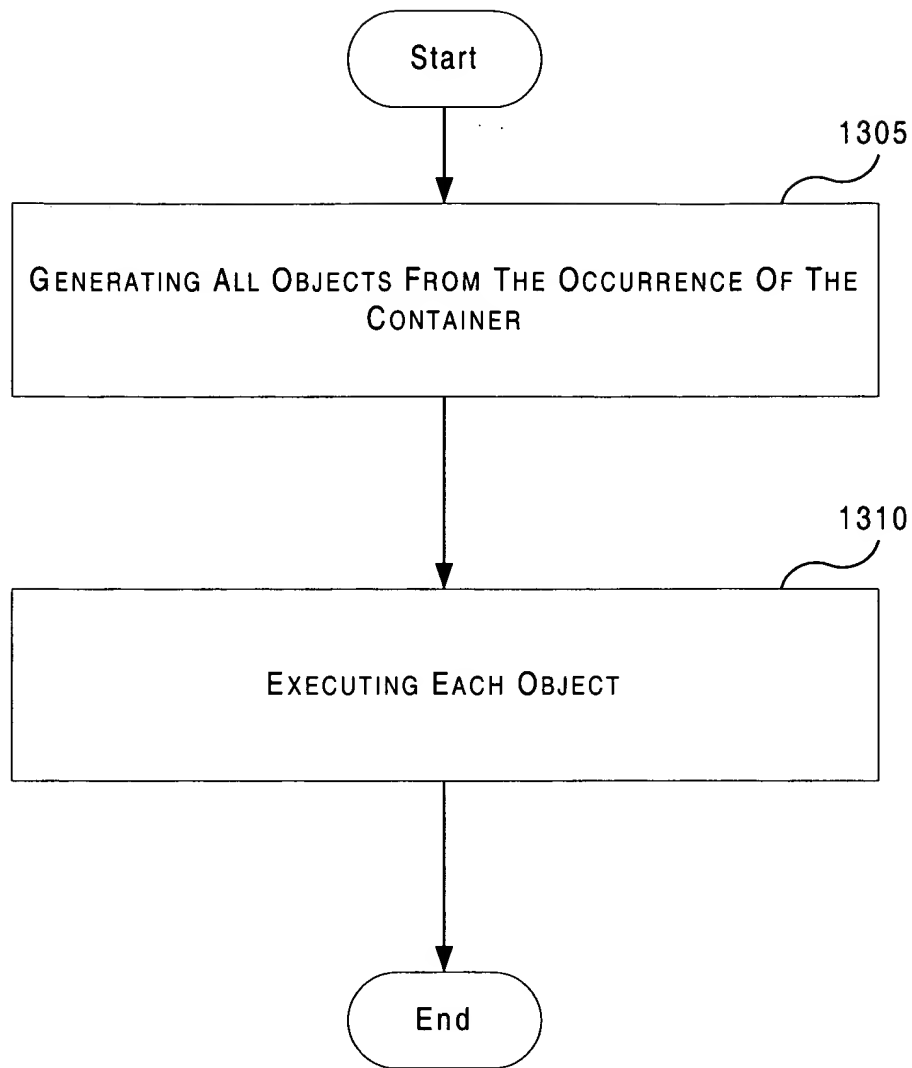 Start
1305
GENERATING ALL OBJECTS FROM THE OCCURRENCE OF THE
CONTAINER
1310
EXECUTING EACH OBJECT
End